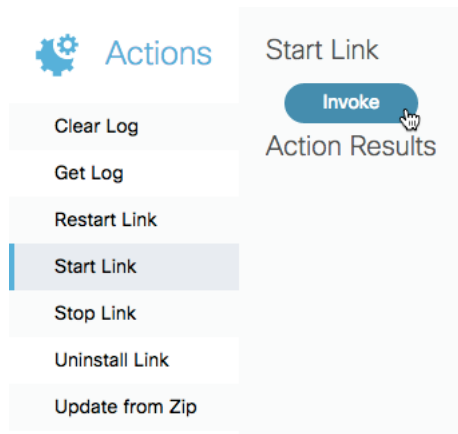 Actions
Clear Log
Get Log
Restart Link
Start Link
Stop Link
Uninstall Link
Update from Zip
Start Link
Invoke
Action Results